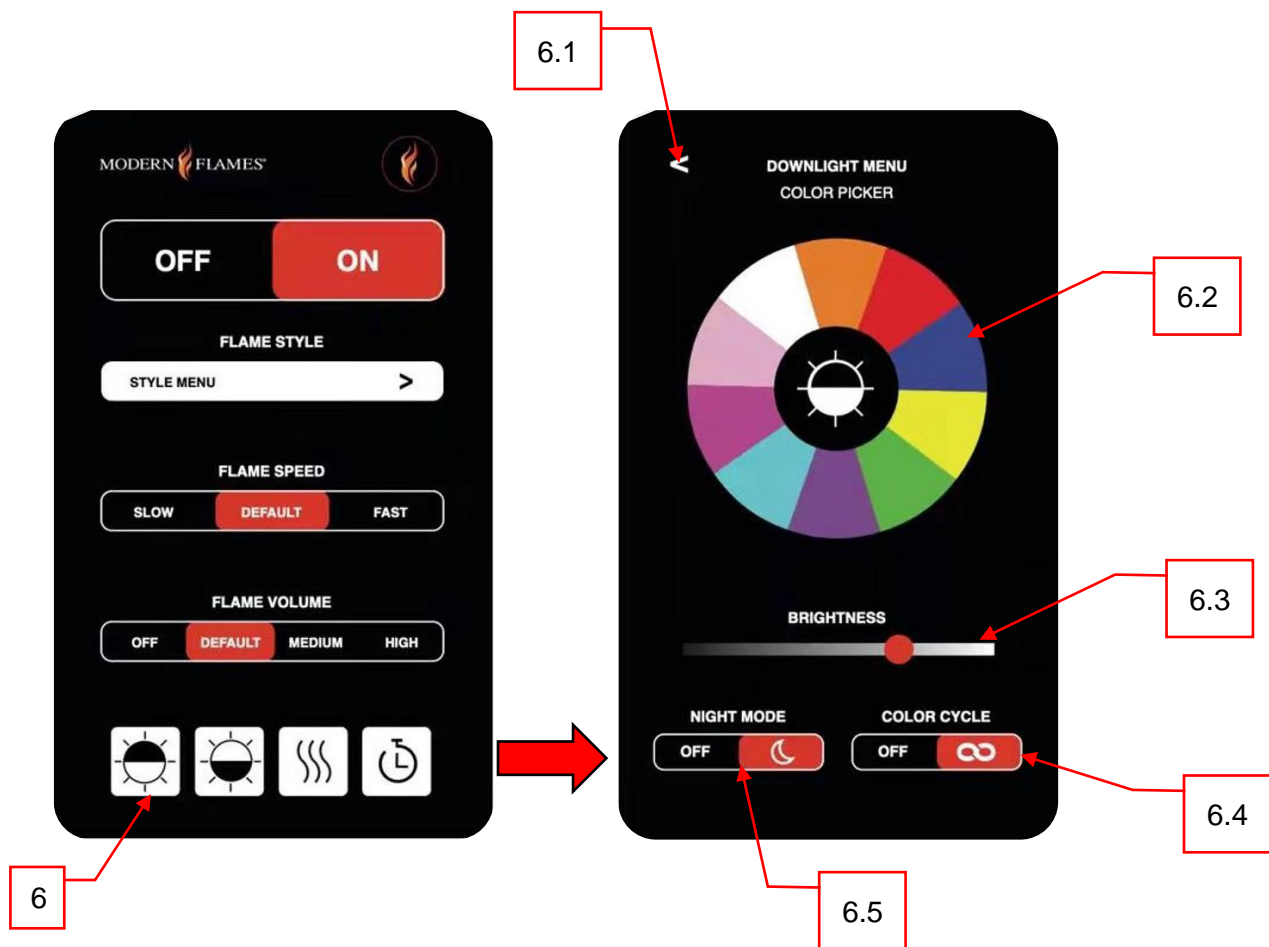 6.1
MODERN FLAMES®
OFF ON
FLAME STYLE
STYLE MENU >
FLAME SPEED
SLOW DEFAULT FAST
FLAME VOLUME
OFF DEFAULT MEDIUM HIGH
6
<
DOWNLIGHT MENU
COLOR PICKER
6.2
BRIGHTNESS
6.3
NIGHT MODE COLOR CYCLE
OFF OFF
6.4
6.5